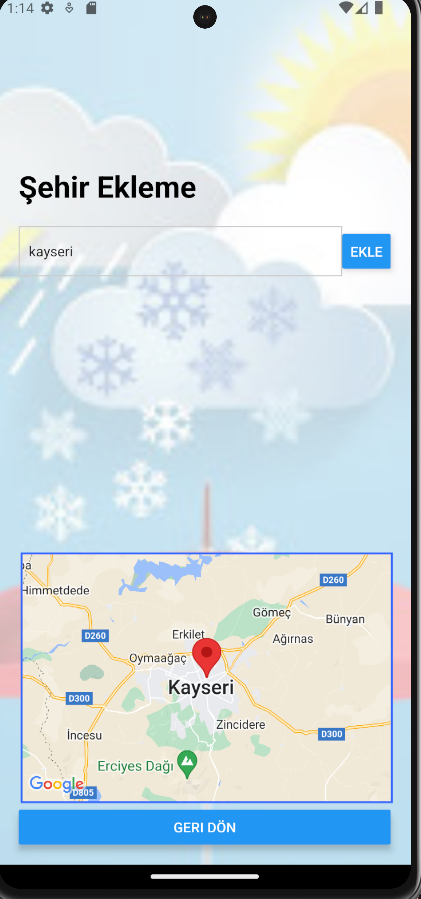 1:14
Şehir Ekleme
kayseri
EKLE
Himmetdede
D260
Gömeç
Bünyan
D260
Erkilet
Ağırnas
Oymaağaç
Kayseri
D300
Zincidere
İncesu
D300
Erciyes Dağı
Google
D805
GERI DÖN